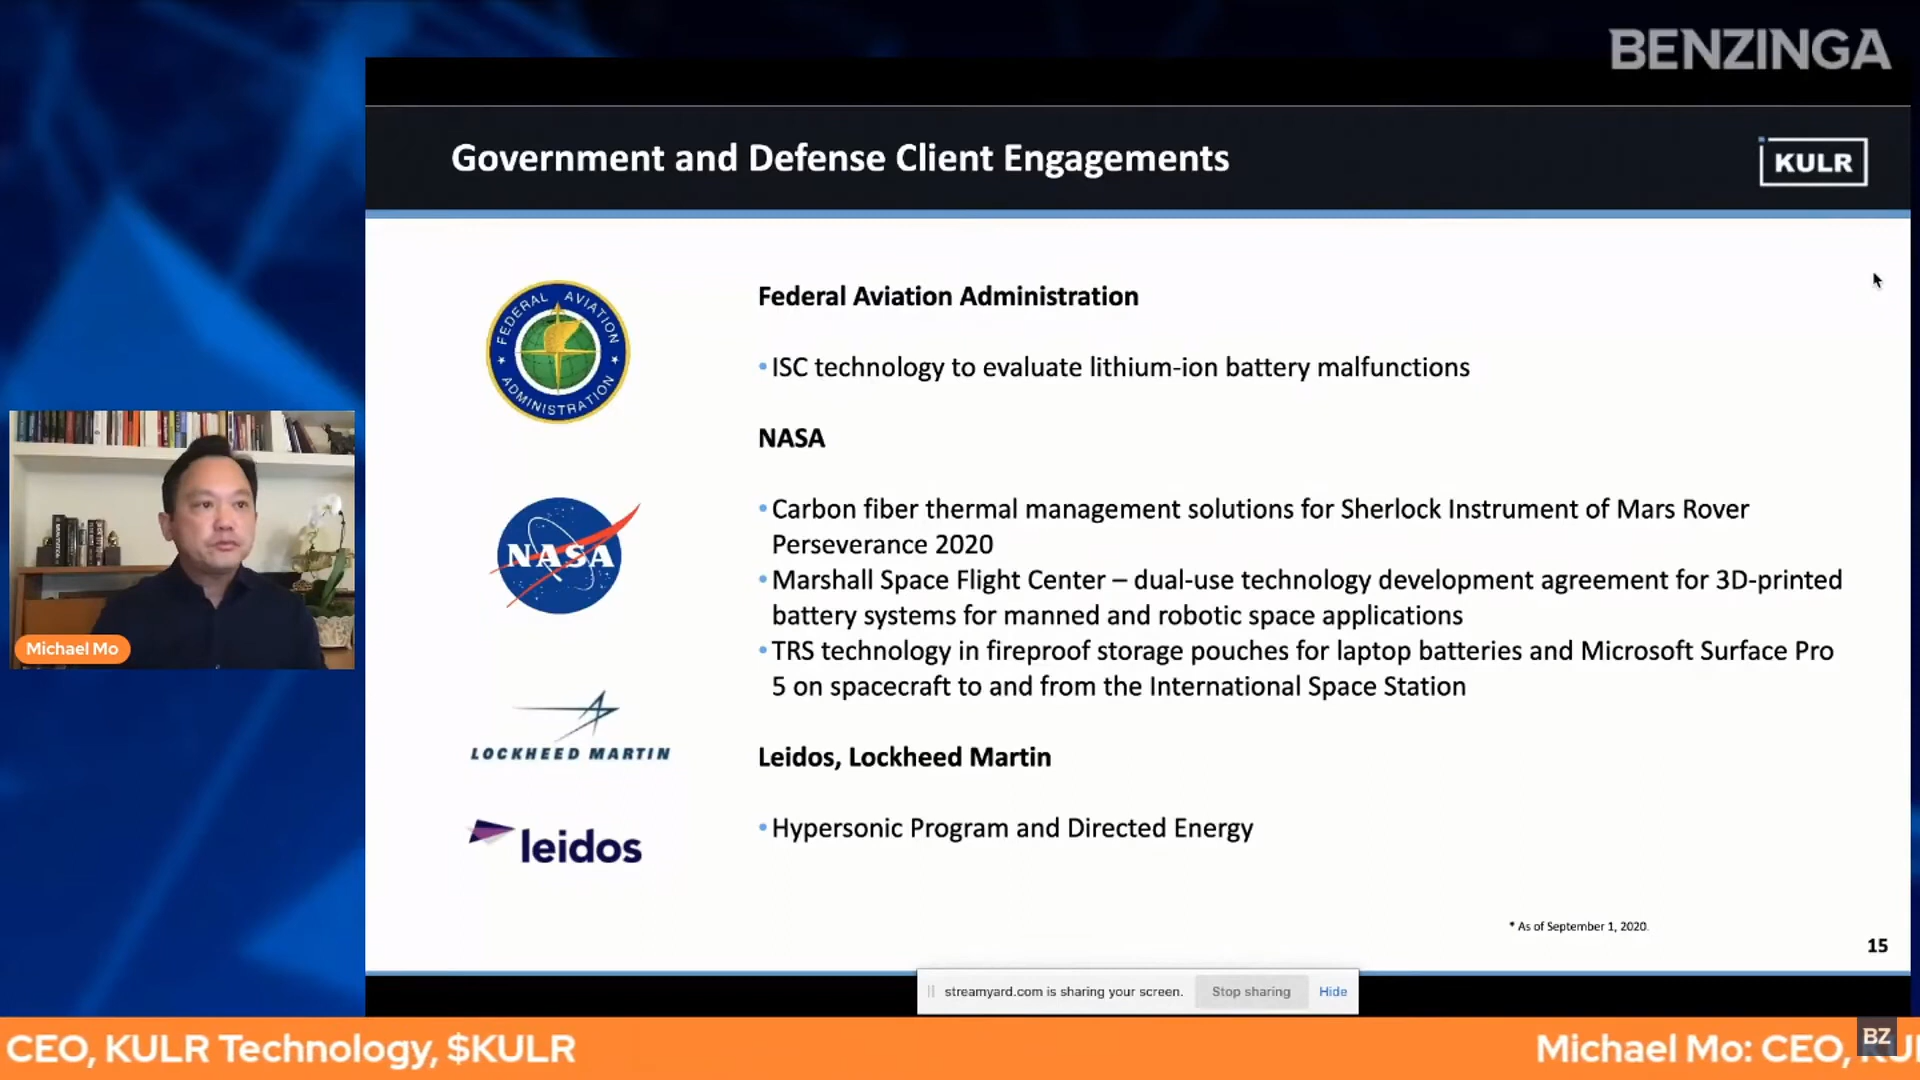 BENZINGA
Government and Defense Client Engagements
KULR
FEDERAL AVIATION
ADMINISTRATION
Federal Aviation Administration
•ISC technology to evaluate lithium-ion battery malfunctions
NASA
NASA
•Carbon fiber thermal management solutions for Sherlock Instrument of Mars Rover
Perseverance 2020
•Marshall Space Flight Center – dual-use technology development agreement for 3D-printed
battery systems for manned and robotic space applications
•TRS technology in fireproof storage pouches for laptop batteries and Microsoft Surface Pro
5 on spacecraft to and from the International Space Station
LOCKHEED MARTIN
Leidos, Lockheed Martin
•Hypersonic Program and Directed Energy
leidos
* As of September 1, 2020.
15
Michael Mo
streamyard.com is sharing your screen.
Stop sharing
Hide
CEO, KULR Technology, $KULR
Michael Mo: CEO,
BZ